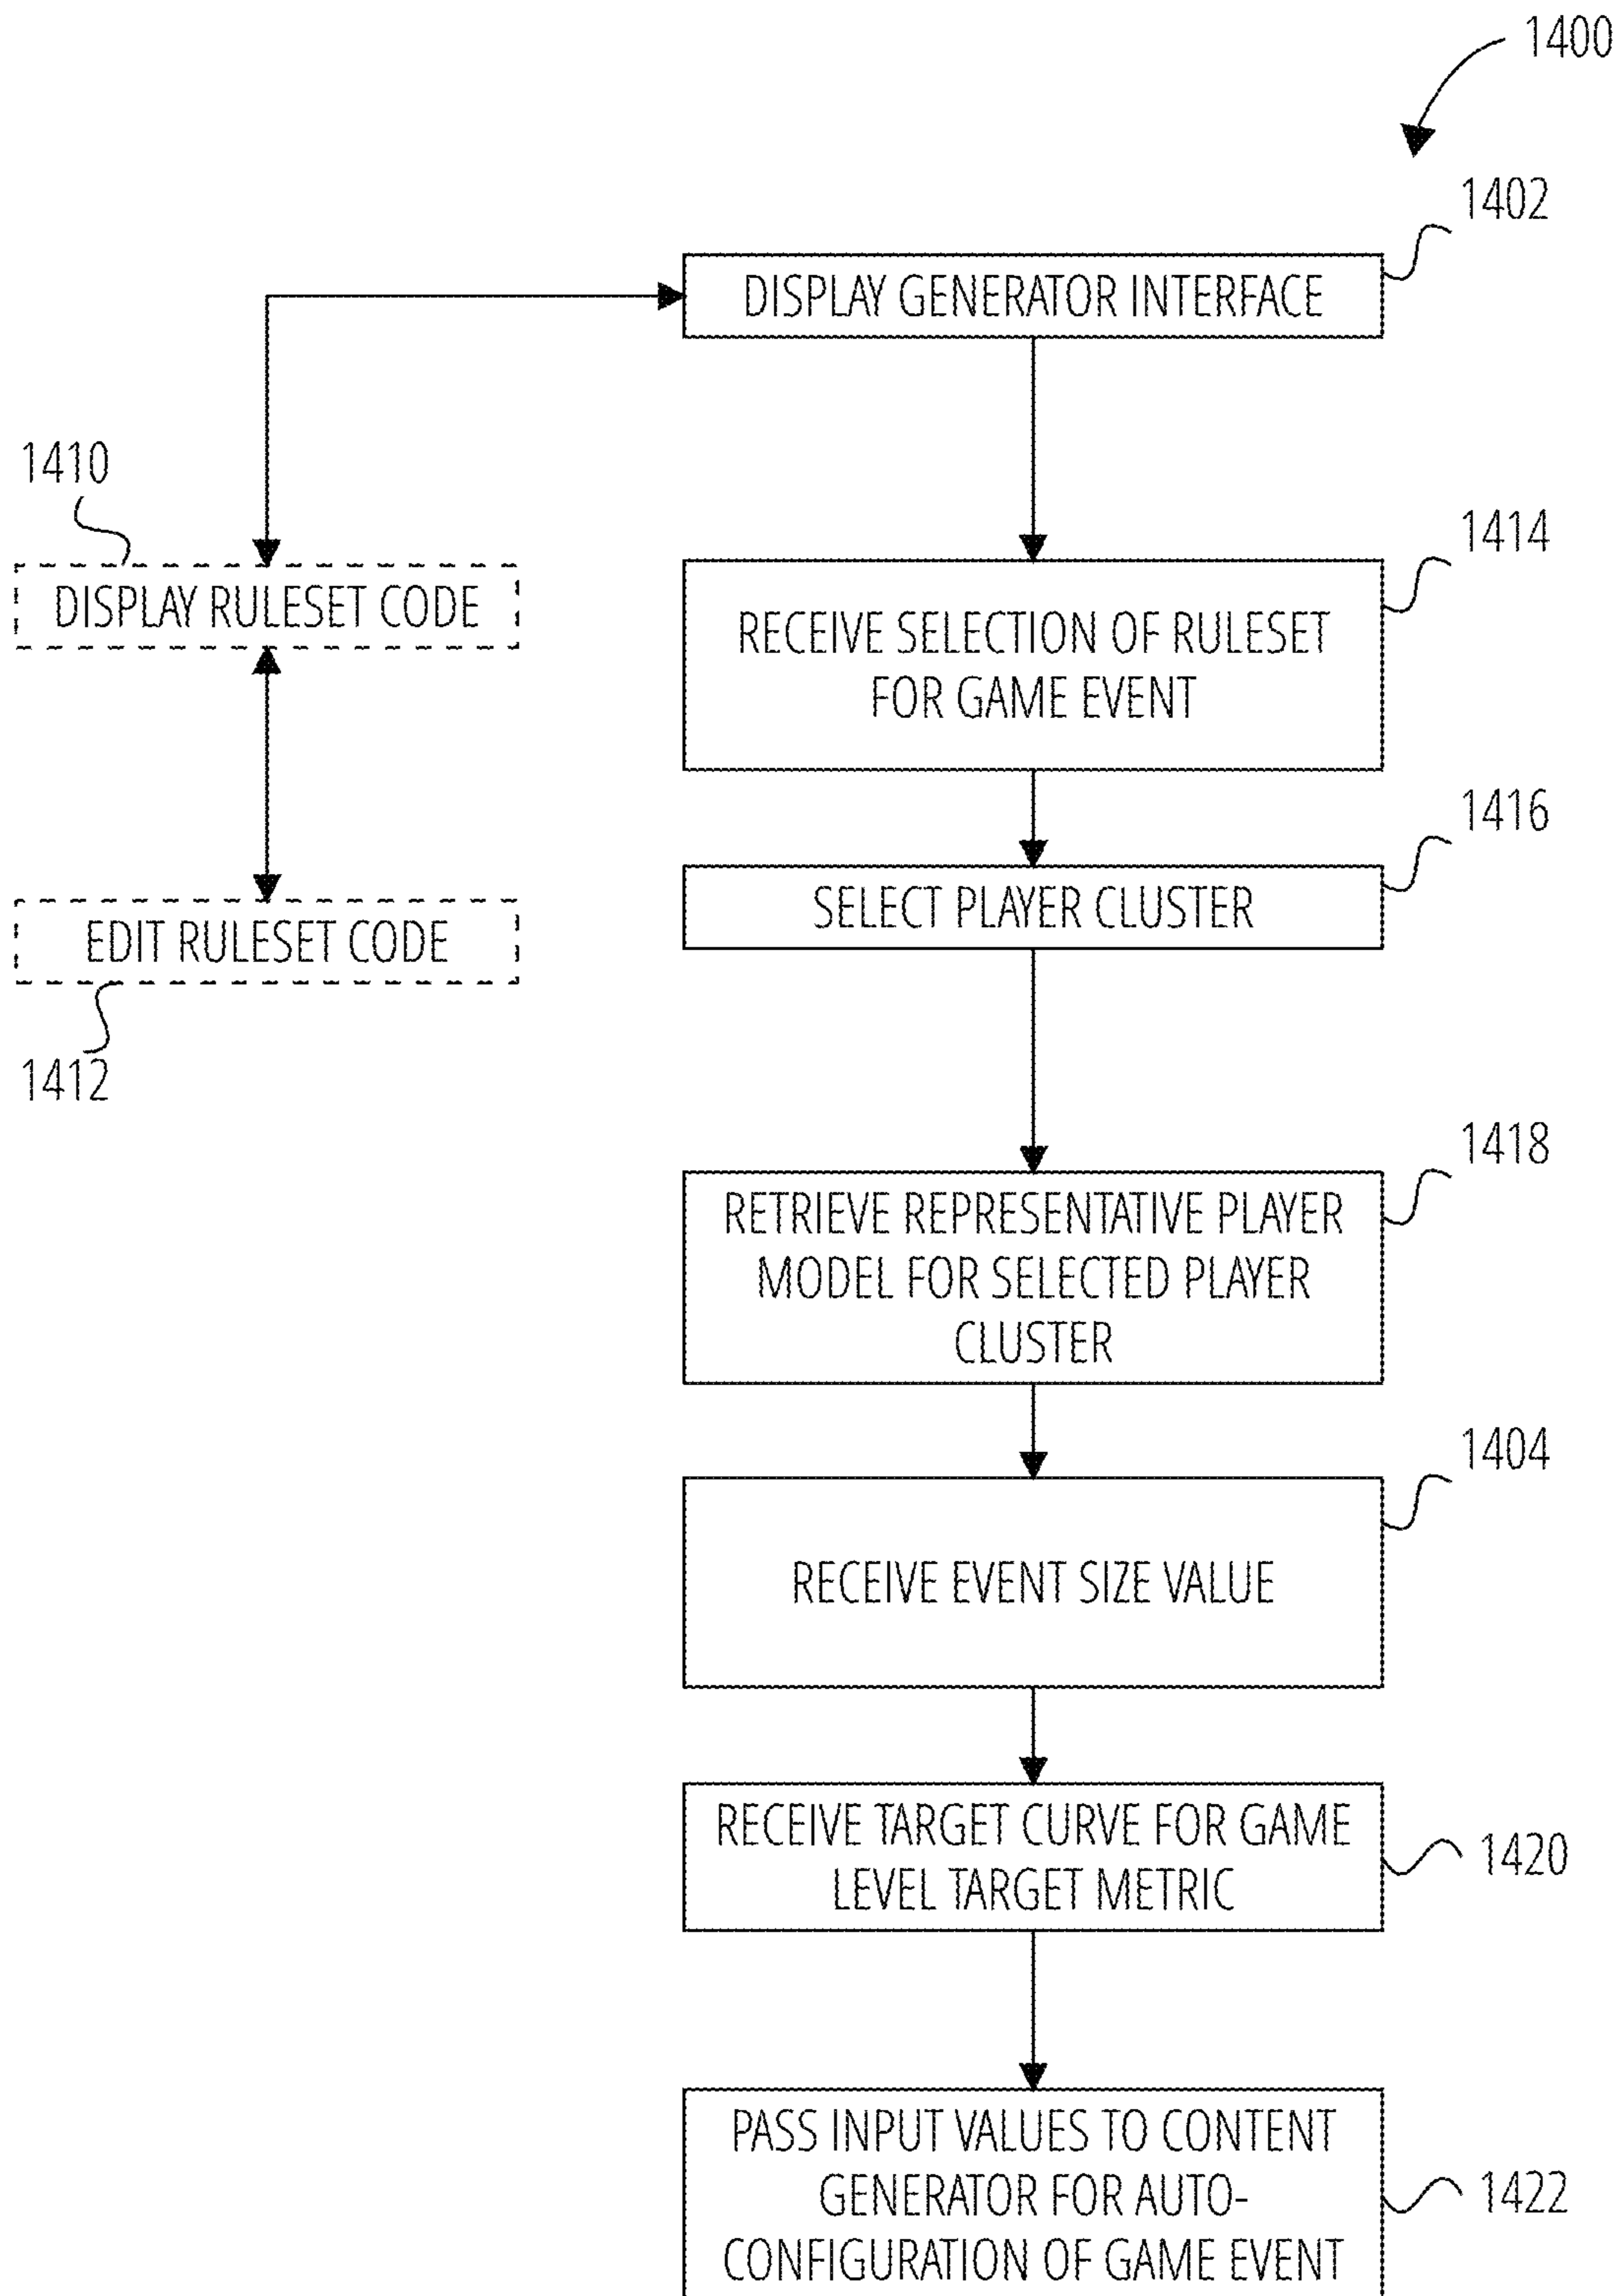 1400
1402
DISPLAY GENERATOR INTERFACE
1410
DISPLAY RULESET CODE
1414
RECEIVE SELECTION OF RULESET
FOR GAME EVENT
1416
SELECT PLAYER CLUSTER
EDIT RULESET CODE
1412
1418
RETRIEVE REPRESENTATIVE PLAYER
MODEL FOR SELECTED PLAYER
CLUSTER
1404
RECEIVE EVENT SIZE VALUE
RECEIVE TARGET CURVE FOR GAME
LEVEL TARGET METRIC
1420
PASS INPUT VALUES TO CONTENT
GENERATOR FOR AUTO-
CONFIGURATION OF GAME EVENT
1422